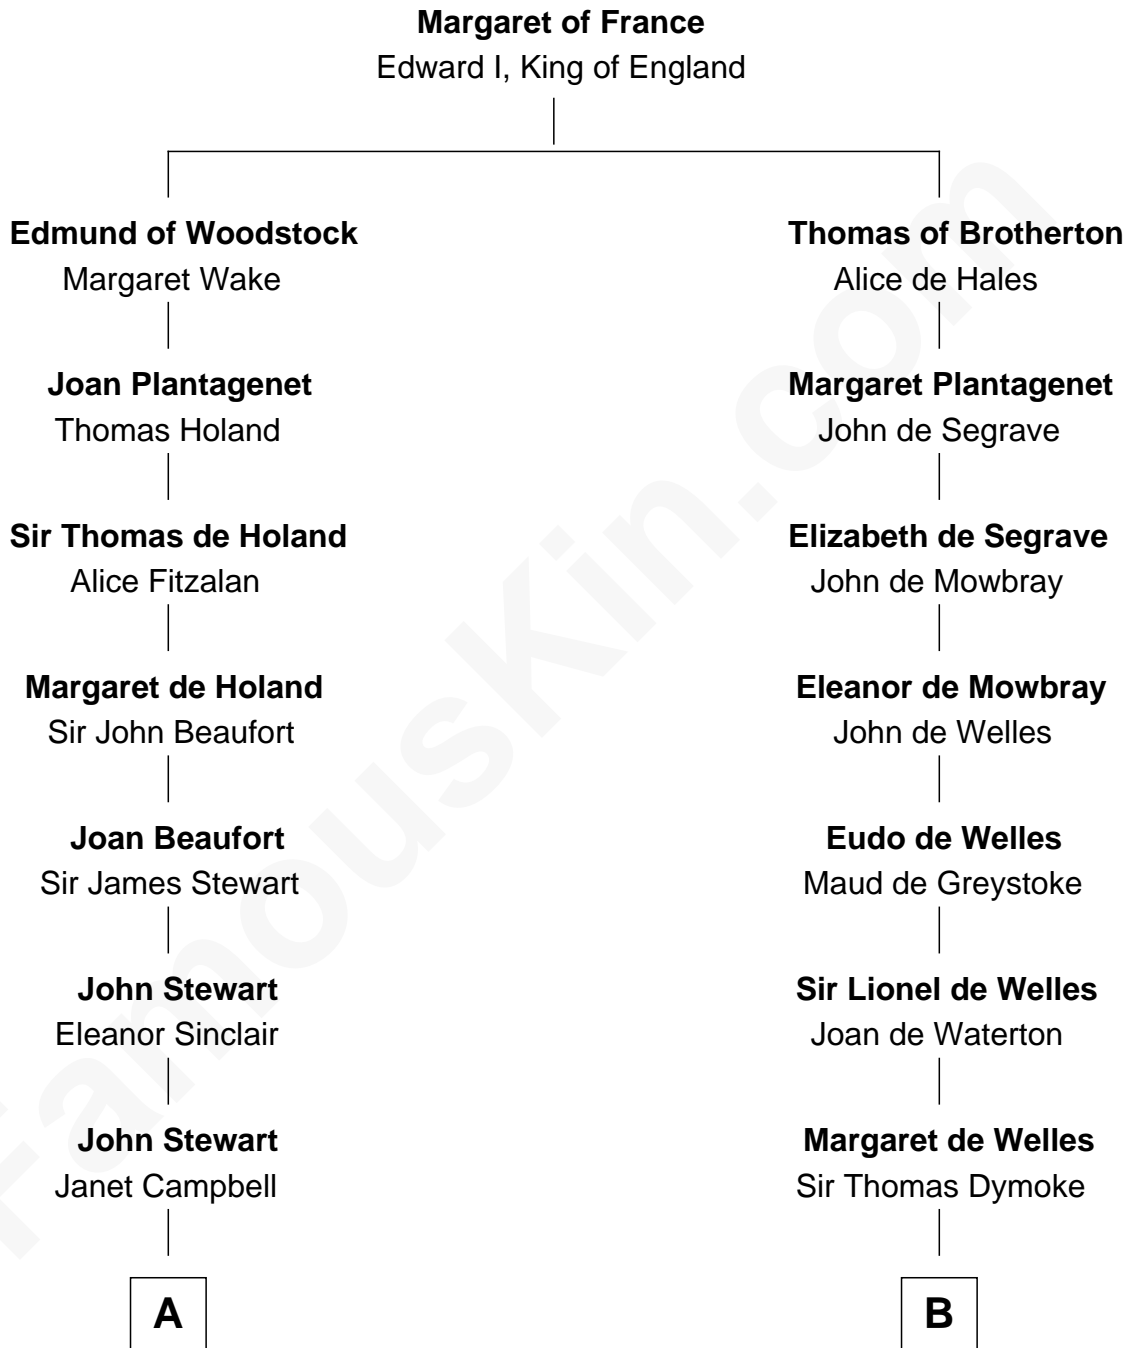 Margaret of France
Edward I, King of England
Edmund of Woodstock
Margaret Wake
Thomas of Brotherton
Alice de Hales
Joan Plantagenet
Thomas Holand
Margaret Plantagenet
John de Segrave
Sir Thomas de Holand
Alice Fitzalan
Elizabeth de Segrave
John de Mowbray
Margaret de Holand
Sir John Beaufort
Eleanor de Mowbray
John de Welles
Joan Beaufort
Sir James Stewart
Eudo de Welles
Maud de Greystoke
John Stewart
Eleanor Sinclair
Sir Lionel de Welles
Joan de Waterton
John Stewart
Janet Campbell
Margaret de Welles
Sir Thomas Dymoke
A
B
FamousKin.com